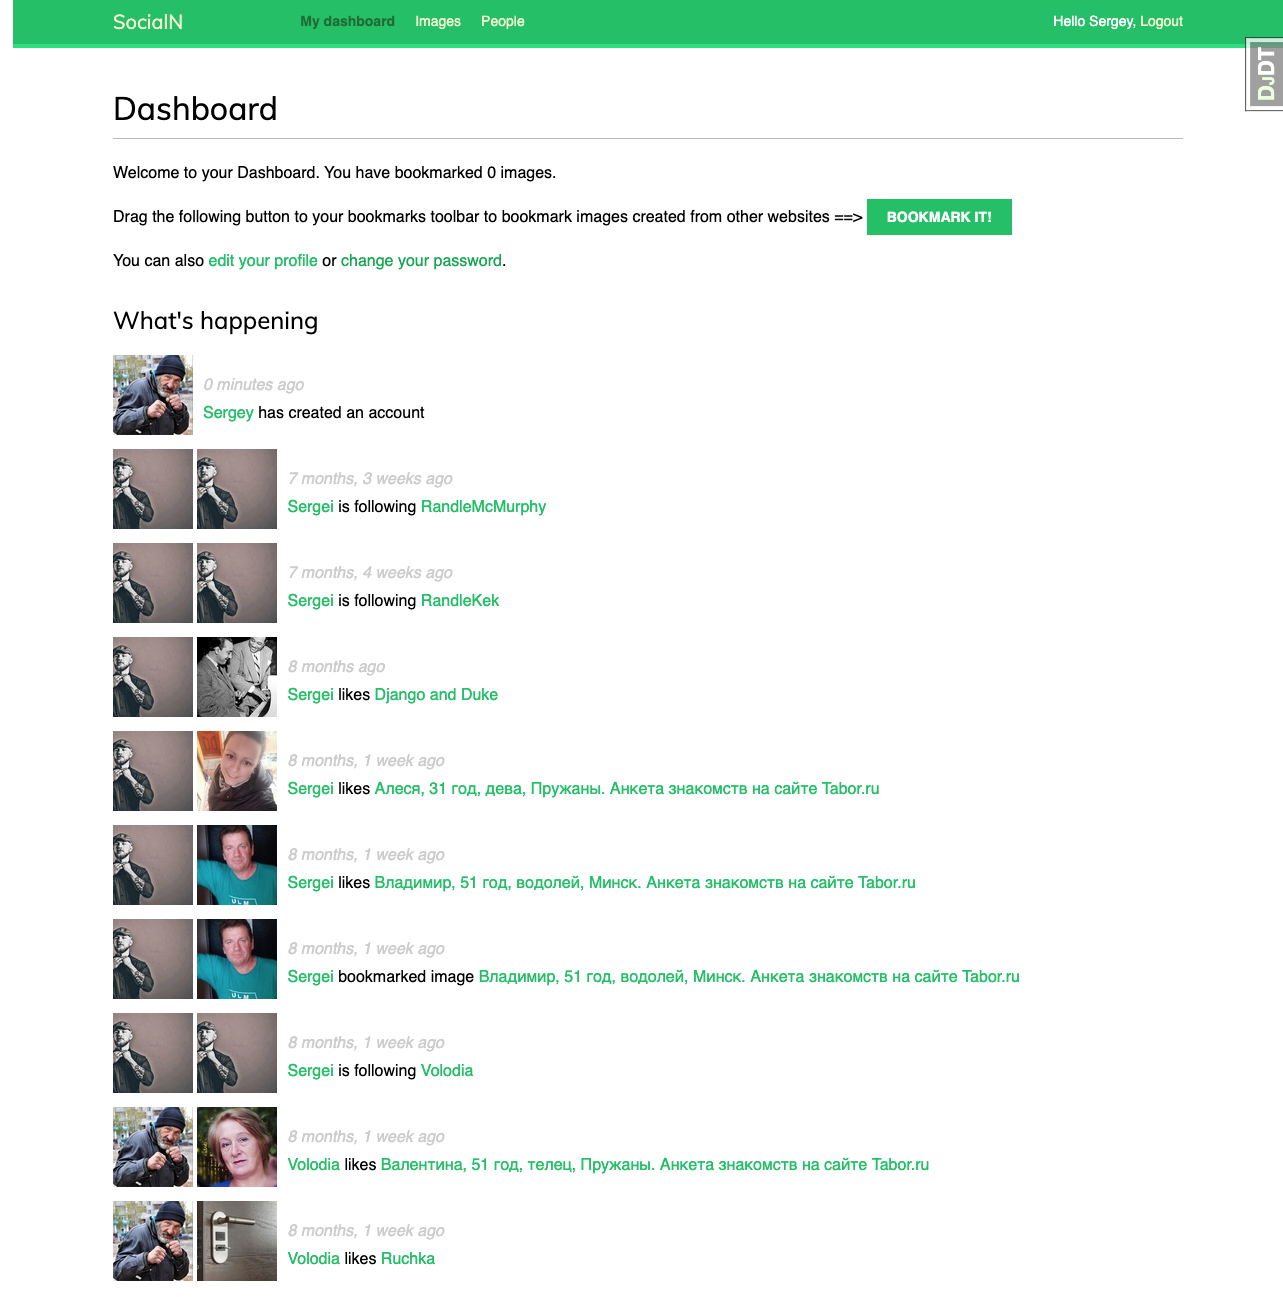 SocialN
My dashboard Images People
Hello Sergey, Logout
DjDT
Dashboard
Welcome to your Dashboard. You have bookmarked 0 images.
Drag the following button to your bookmarks toolbar to bookmark images created from other websites ==> BOOKMARK IT!
You can also edit your profile or change your password.
What's happening
0 minutes ago
Sergey has created an account
7 months, 3 weeks ago
Sergei is following RandleMcMurphy
7 months, 4 weeks ago
Sergei is following RandleKek
8 months ago
Sergei likes Django and Duke
8 months, 1 week ago
Sergei likes Алеся, 31 год, дева, Пружаны. Анкета знакомств на сайте Tabor.ru
8 months, 1 week ago
Sergei likes Владимир, 51 год, водолей, Минск. Анкета знакомств на сайте Tabor.ru
ULM
8 months, 1 week ago
Sergei bookmarked image Владимир, 51 год, водолей, Минск. Анкета знакомств на сайте Tabor.ru
ULM
8 months, 1 week ago
Sergei is following Volodia
8 months, 1 week ago
Volodia likes Валентина, 51 год, телец, Пружаны. Анкета знакомств на сайте Tabor.ru
8 months, 1 week ago
Volodia likes Ruchka